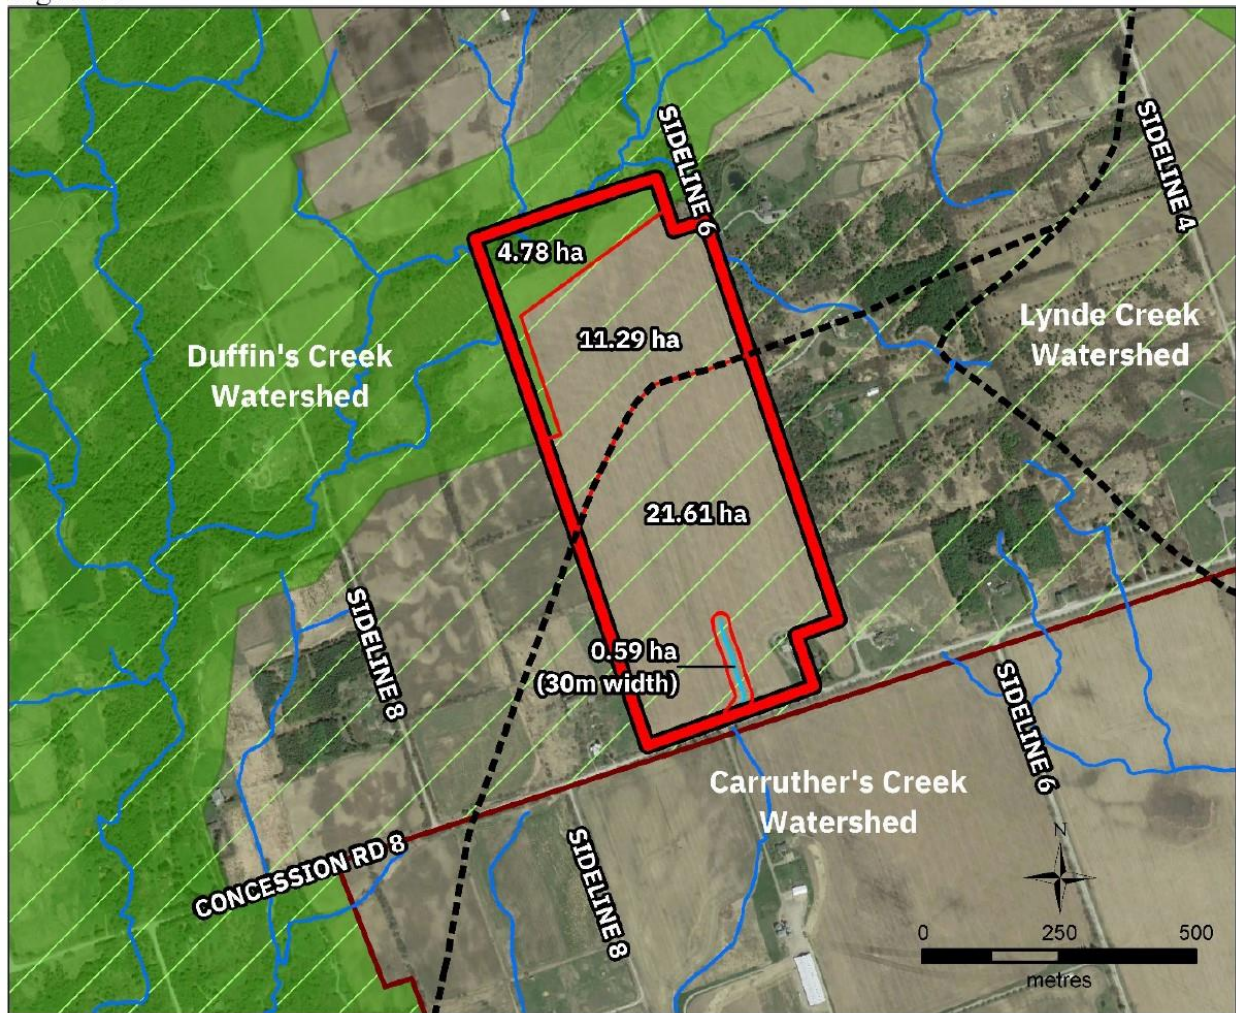 SIDELINE 6
SIDELINE 4
4.78 ha
11.29 ha
Lynde Creek
Watershed
Duffin's Creek
Watershed
21.61 ha
SIDELINE 8
0.59 ha
(30m width)
SIDELINE 6
Carruther's Creek
Watershed
CONCESSION RD 8
SIDELINE 8
N
0 250 500
metres